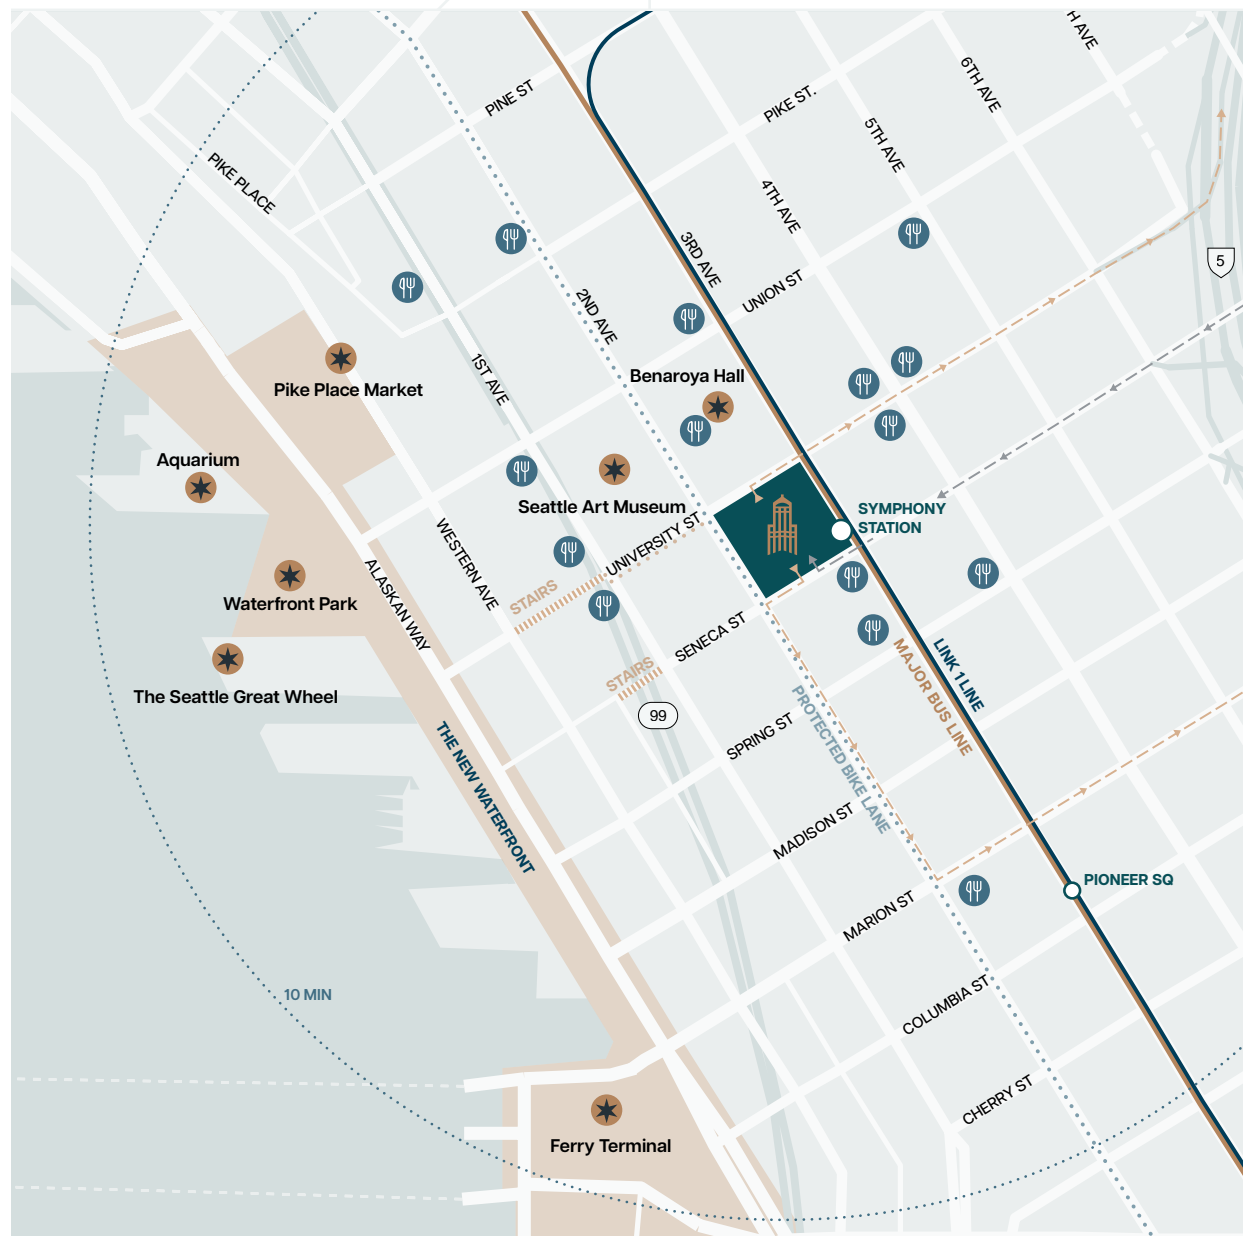 H AVE
6TH AVE
PINE ST
PIKE ST.
5TH AVE
PIKE PLACE
4TH AVE
3RD AVE
5
UNION ST
2ND AVE
1ST AVE
Benaroya Hall
Pike Place Market
Aquarium
Seattle Art Museum
SYMPHONY
STATION
UNIVERSITY ST
WESTERN AVE
ALASKAN WAY
STAIRS
Waterfront Park
SENECA ST
STAIRS
The Seattle Great Wheel
99
MAJOR BUS LINE
LINK 1 LINE
PROTECTED BIKE LANE
SPRING ST
THE NEW WATERFRONT
MADISON ST
PIONEER SQ
MARION ST
10 MIN
COLUMBIA ST
CHERRY ST
Ferry Terminal